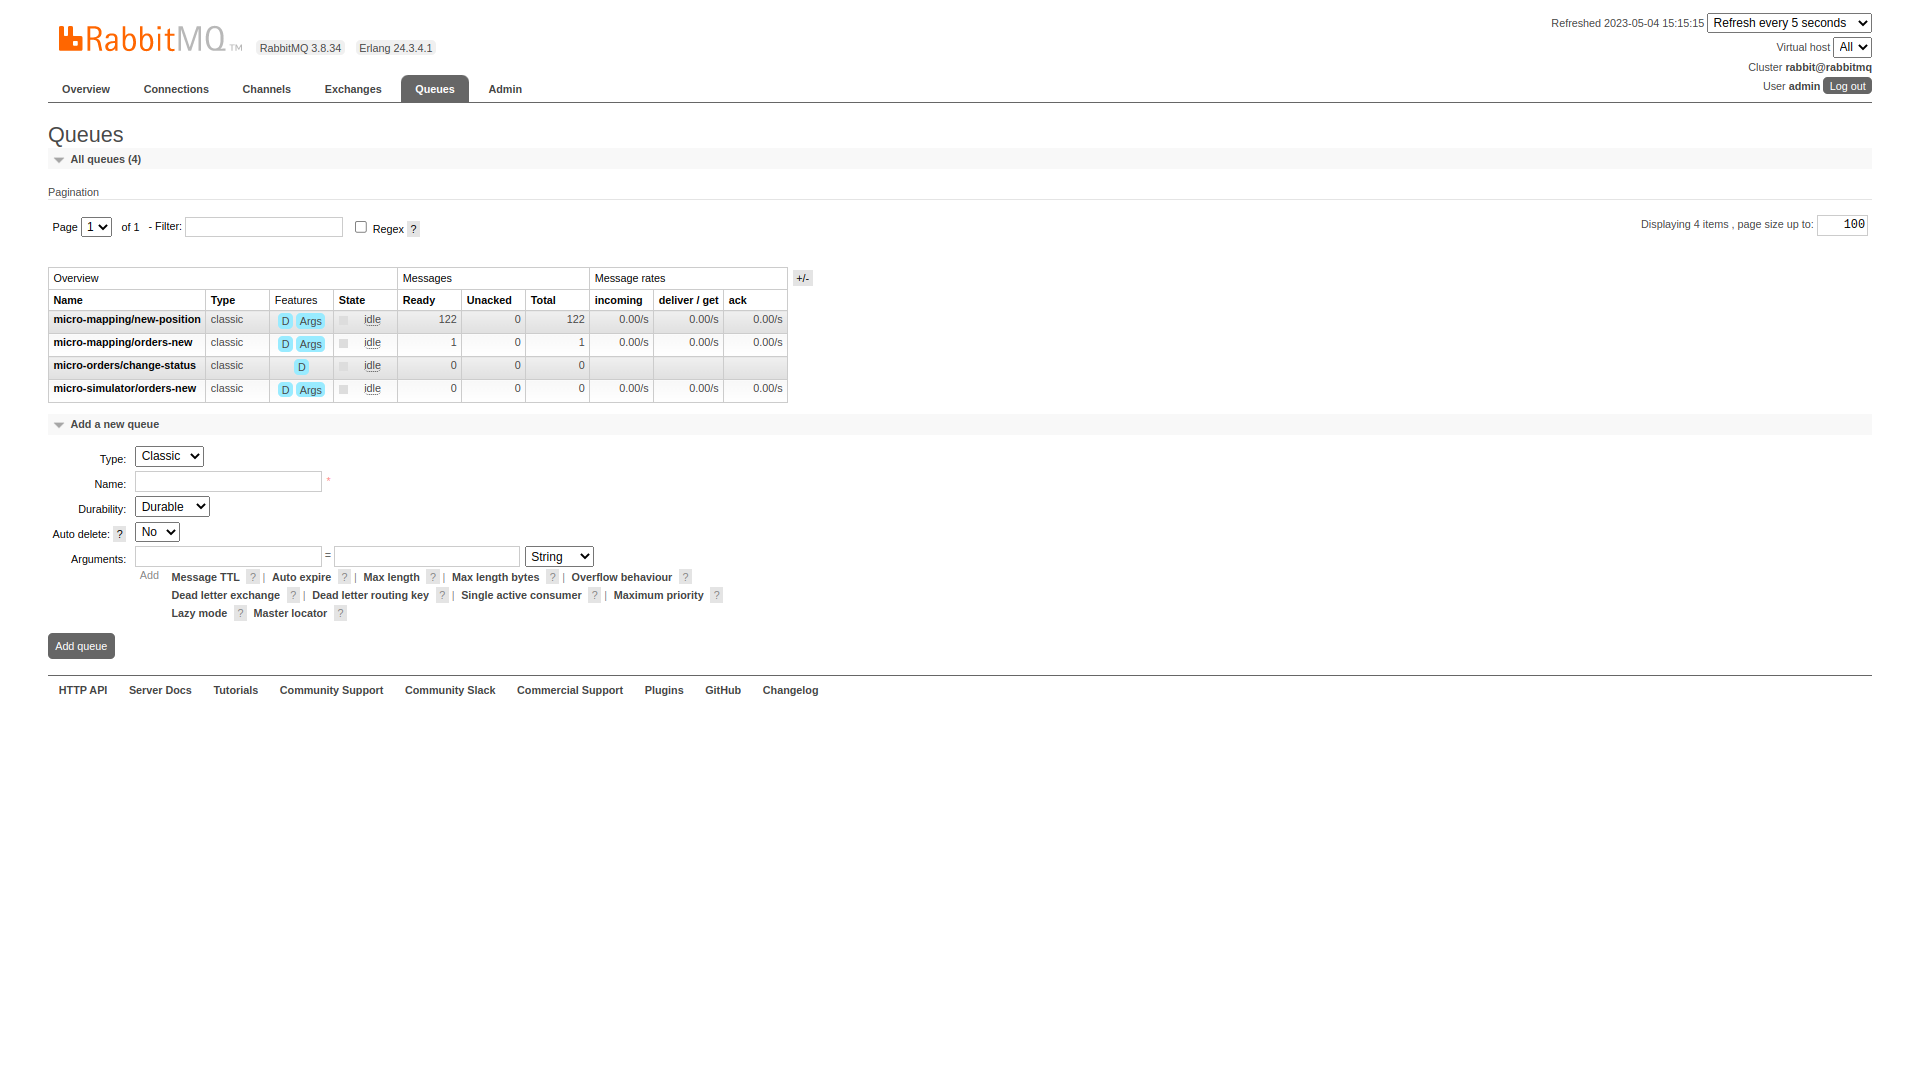 RabbitMQ TM RabbitMQ 3.8.34 Erlang 24.3.4.1
Refreshed 2023-05-04 15:15:15 Refresh every 5 seconds
Virtual host All
Cluster rabbit@rabbitmq
User admin Log out
Overview Connections Channels Exchanges Queues Admin
Queues
All queues (4)
Pagination
Page 1 of 1 - Filter: Regex ?
Displaying 4 items , page size up to: 100
Overview Messages Message rates +/-
Name Type Features State Ready Unacked Total incoming deliver / get ack
micro-mapping/new-position classic D Args idle 122 0 122 0.00/s 0.00/s 0.00/s
micro-mapping/orders-new classic D Args idle 1 0 1 0.00/s 0.00/s 0.00/s
micro-orders/change-status classic D idle 0 0 0
micro-simulator/orders-new classic D Args idle 0 0 0 0.00/s 0.00/s 0.00/s
Add a new queue
Type: Classic
Name: *
Durability: Durable
Auto delete: ? No
Arguments: = String
Add Message TTL ? | Auto expire ? | Max length ? | Max length bytes ? | Overflow behaviour ?
Dead letter exchange ? | Dead letter routing key ? | Single active consumer ? | Maximum priority ?
Lazy mode ? Master locator ?
Add queue
HTTP API Server Docs Tutorials Community Support Community Slack Commercial Support Plugins GitHub Changelog